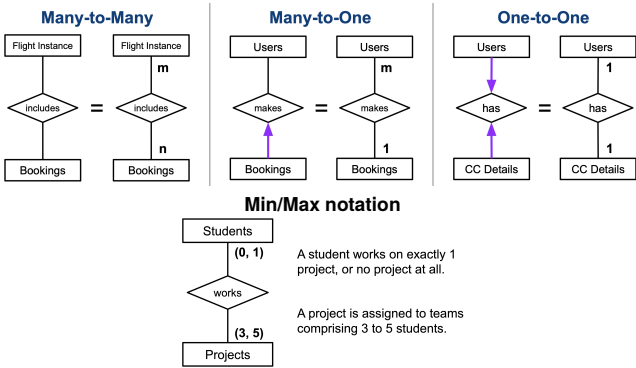 Many-to-Many
Many-to-One
One-to-One
Flight Instance
Flight Instance
Users
Users
Users
Users
m
m
1
includes
=
includes
makes
=
makes
has
=
has
n
1
1
Bookings
Bookings
Bookings
Bookings
CC Details
CC Details
Min/Max notation
Students
(0, 1)
A student works on exactly 1
project, or no project at all.
works
A project is assigned to teams
comprising 3 to 5 students.
(3, 5)
Projects